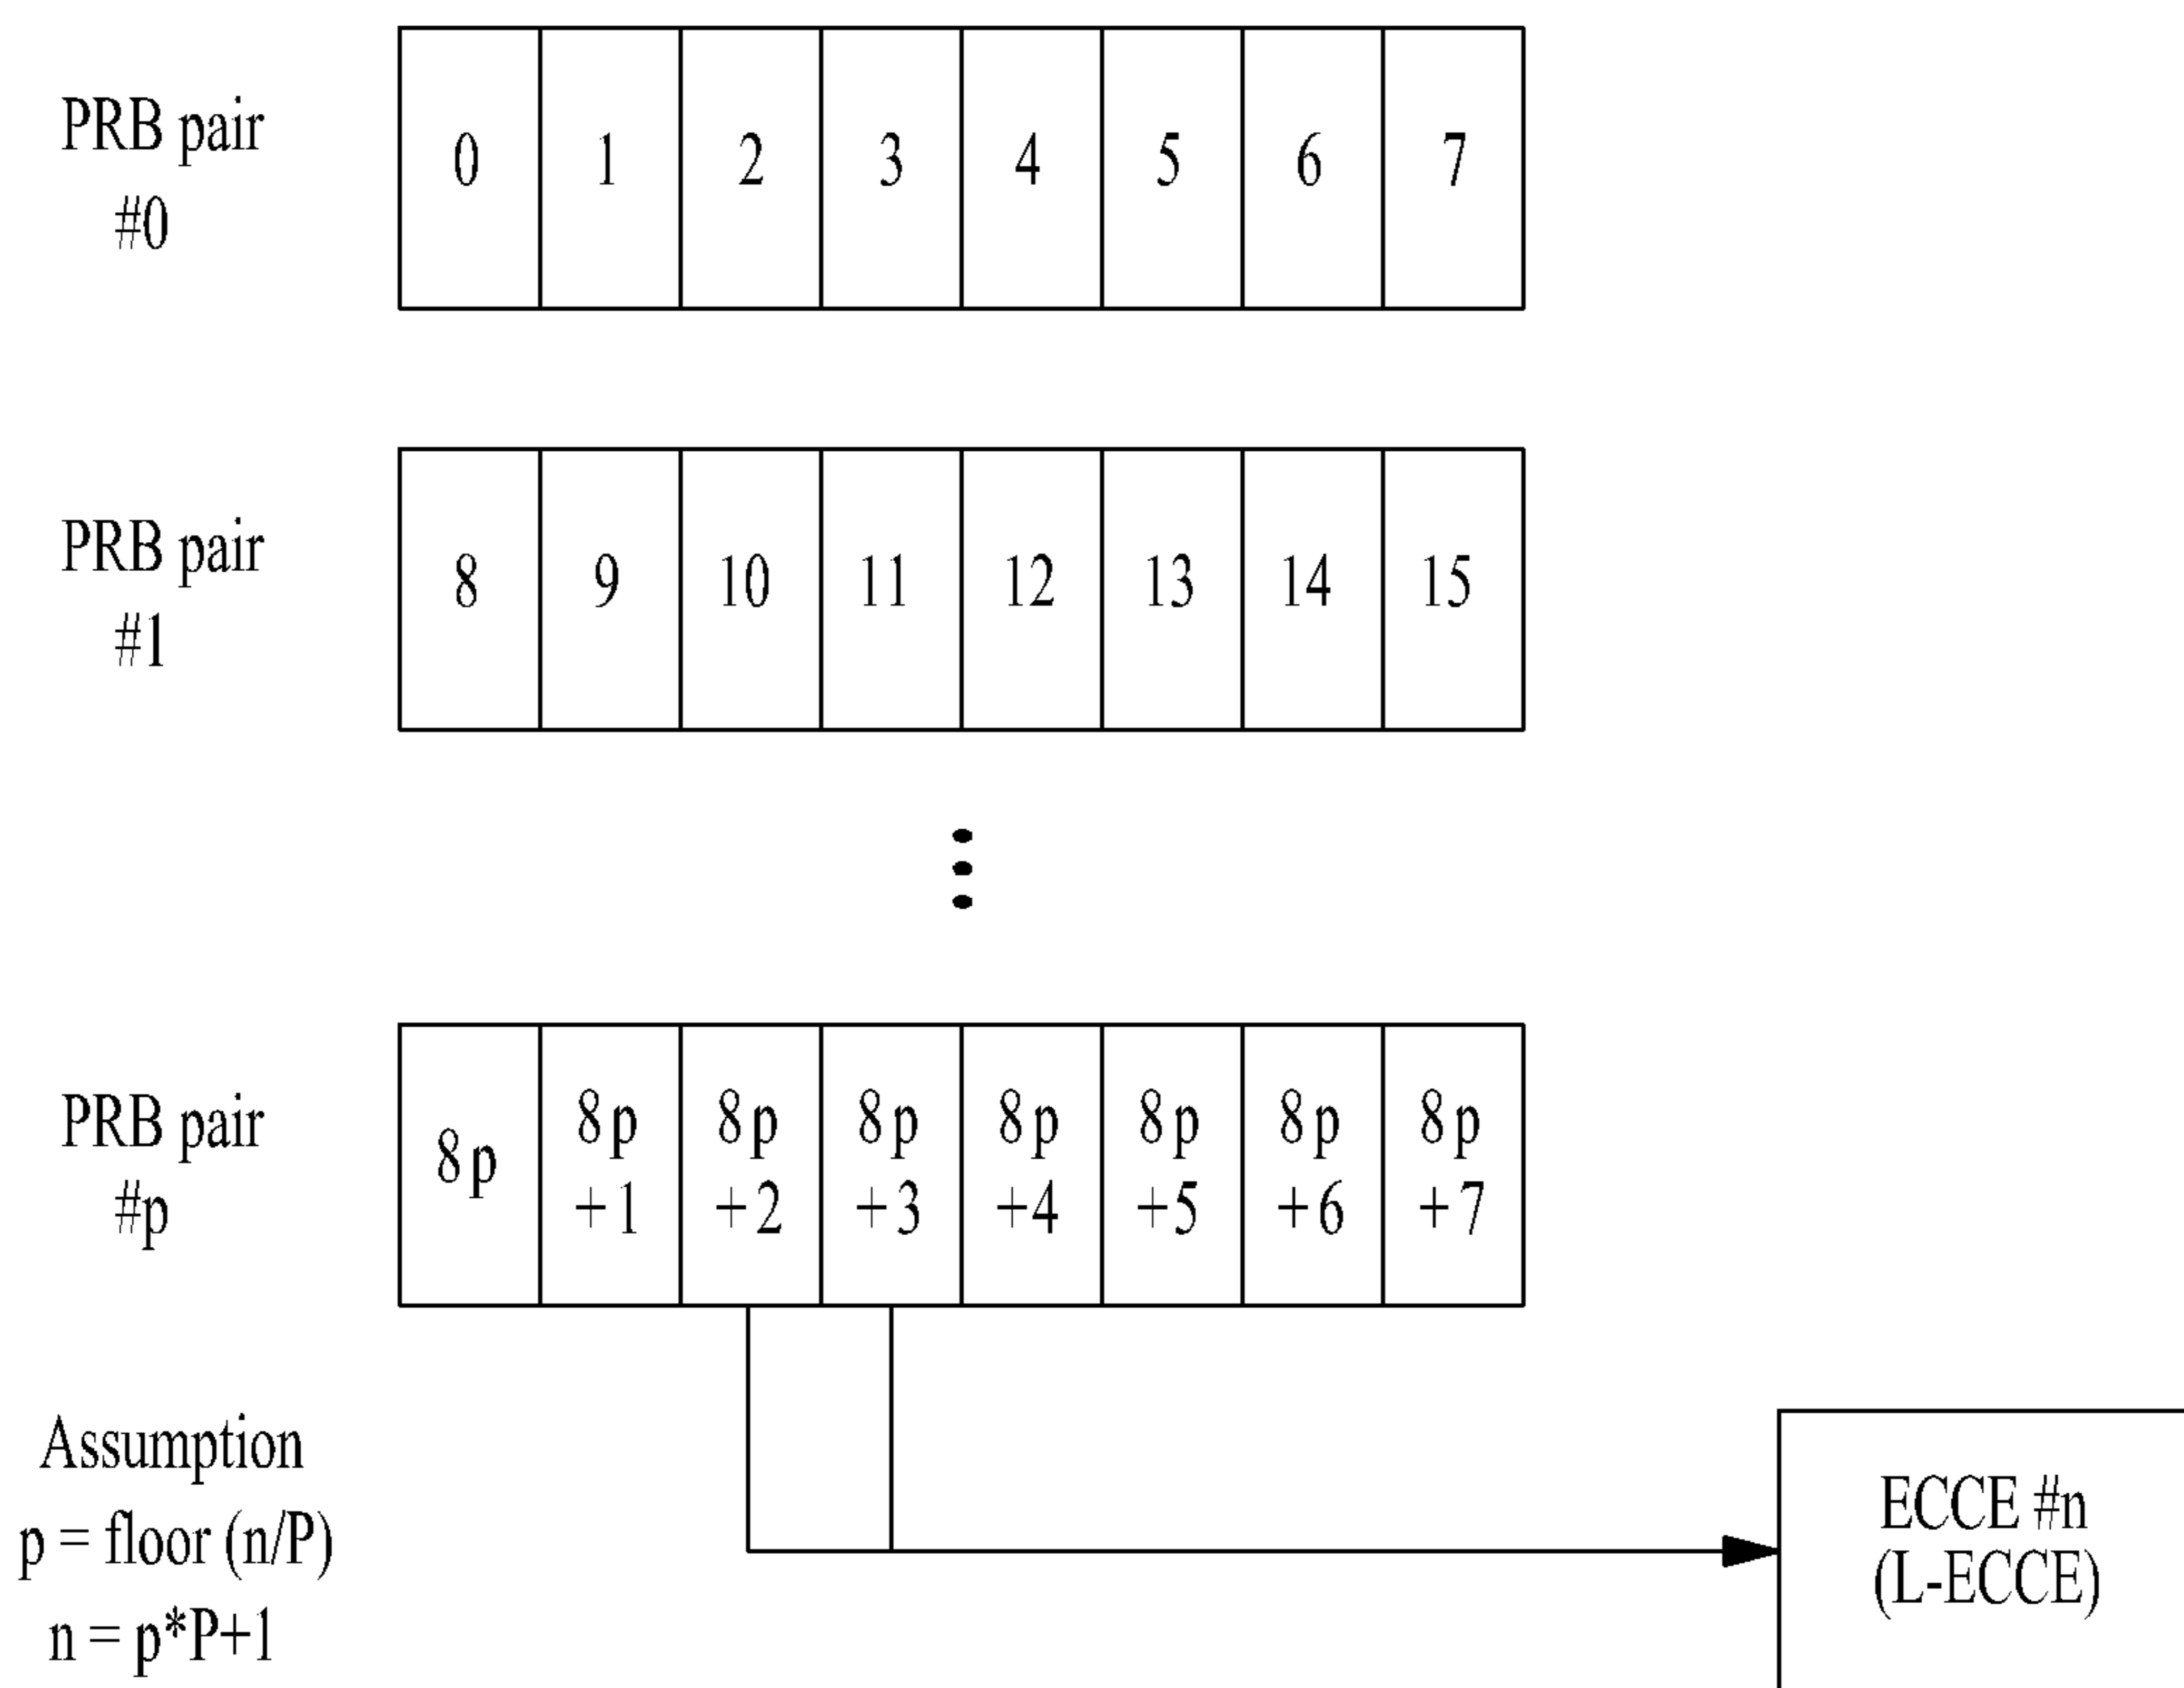 PRB pair
#0
0 1 2 3 4 5 6 7
PRB pair
#1
8 9 10 11 12 13 14 15
PRB pair
#p
8p 8p 8p 8p 8p 8p 8p 8p
+1 +2 +3 +4 +5 +6 +7
Assumption
p = floor (n/P)
n = p*P+1
ECCE #n
(L-ECCE)